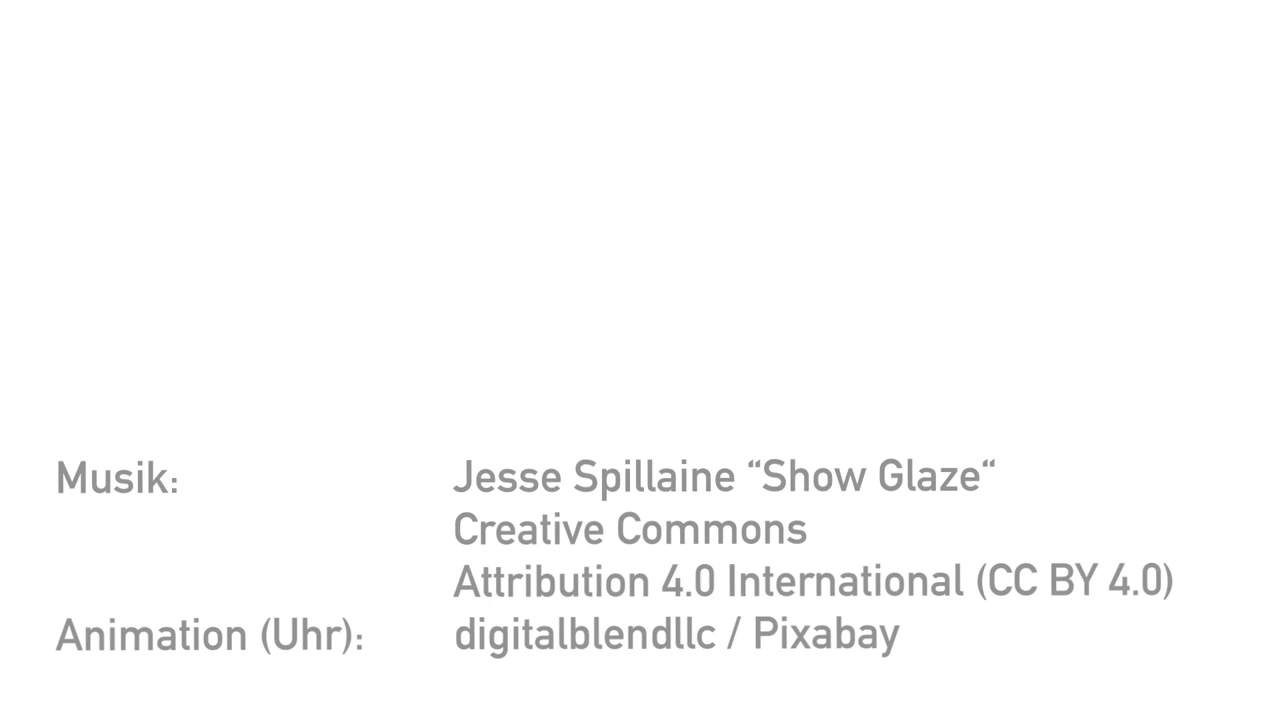 Musik: Jesse Spillaine “Show Glaze“
Creative Commons
Attribution 4.0 International (CC BY 4.0)
Animation (Uhr): digitalblendllc / Pixabay